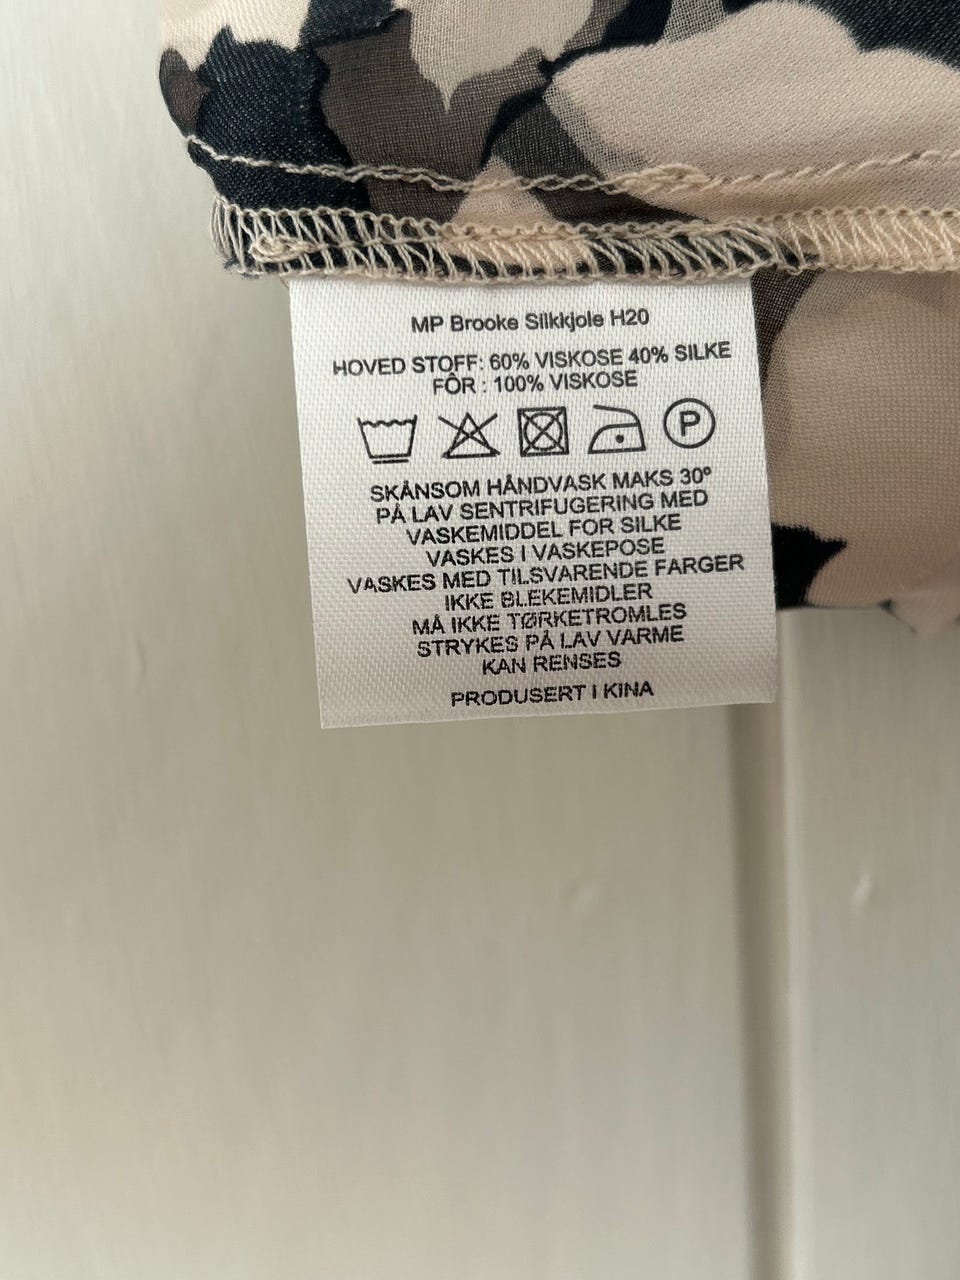 MP Brooke Silkkjole H20
HOVED STOFF: 60% VISKOSE 40% SILKE
FÔR : 100% VISKOSE
P
SKÅNSOM HÅNDVASK MAKS 30º
PÅ LAV SENTRIFUGERING MED
VASKEMIDDEL FOR SILKE
VASKES I VASKEPOSE
VASKES MED TILSVARENDE FARGER
IKKE BLEKEMIDLER
MÅ IKKE TØRKETROMLES
STRYKES PÅ LAV VARME
KAN RENSES
PRODUSERT I KINA